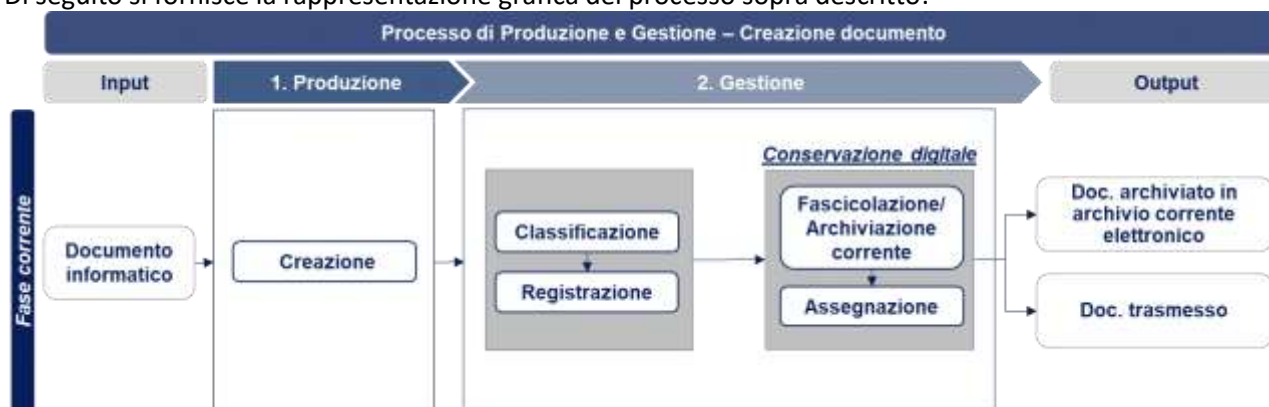 Di seguito si fornisce la rappresentazione grafica del processo sopra descritto:
Processo di Produzione e Gestione – Creazione documento
Input
1. Produzione
2. Gestione
Output
Fase corrente
Documento
informatico
Creazione
Classificazione
Registrazione
Conservazione digitale
Fascicolazione/
Archiviazione
corrente
Assegnazione
Doc. archiviato in
archivio corrente
elettronico
Doc. trasmesso